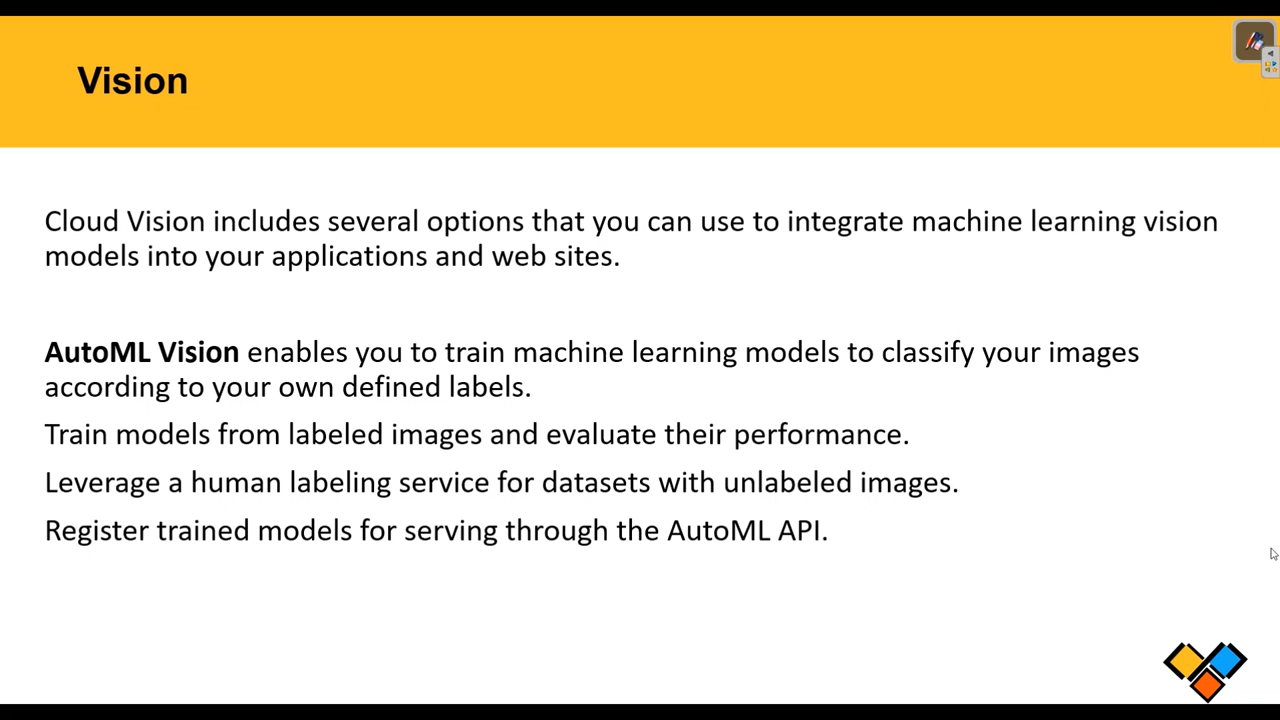 Vision
Cloud Vision includes several options that you can use to integrate machine learning vision
models into your applications and web sites.
AutoML Vision enables you to train machine learning models to classify your images
according to your own defined labels.
Train models from labeled images and evaluate their performance.
Leverage a human labeling service for datasets with unlabeled images.
Register trained models for serving through the AutoML API.